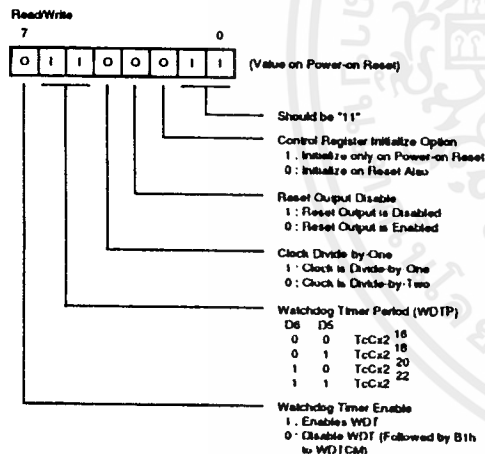 Read/Write
7 0
0 1 1 0 0 0 1 1 (Value on Power-on Reset)
Should be "11"
Control Register Initialize Option
1 : Initialize only on Power-on Reset
0 : Initialize on Reset Also
Reset Output Disable
1 : Reset Output is Disabled
0 : Reset Output is Enabled
Clock Divide-by-One
1 : Clock is Divide-by-One
0 : Clock is Divide-by-Two
Watchdog Timer Period (WDTP)
D6 D5
0 0 TcCx2 16
0 1 TcCx2 18
1 0 TcCx2 20
1 1 TcCx2 22
Watchdog Timer Enable
1 : Enables WDT
0 : Disable WDT (Followed by B1h
to WDTCM)